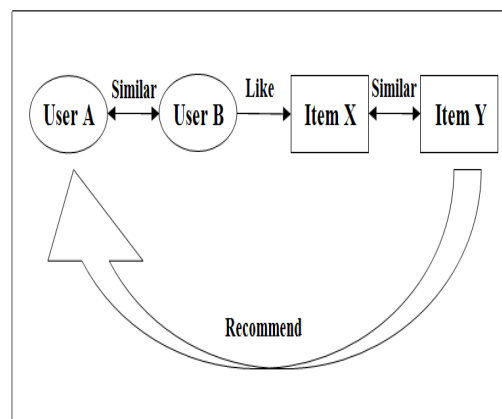 Similar
Like
Similar
User A
User B
Item X
Item Y
Recommend